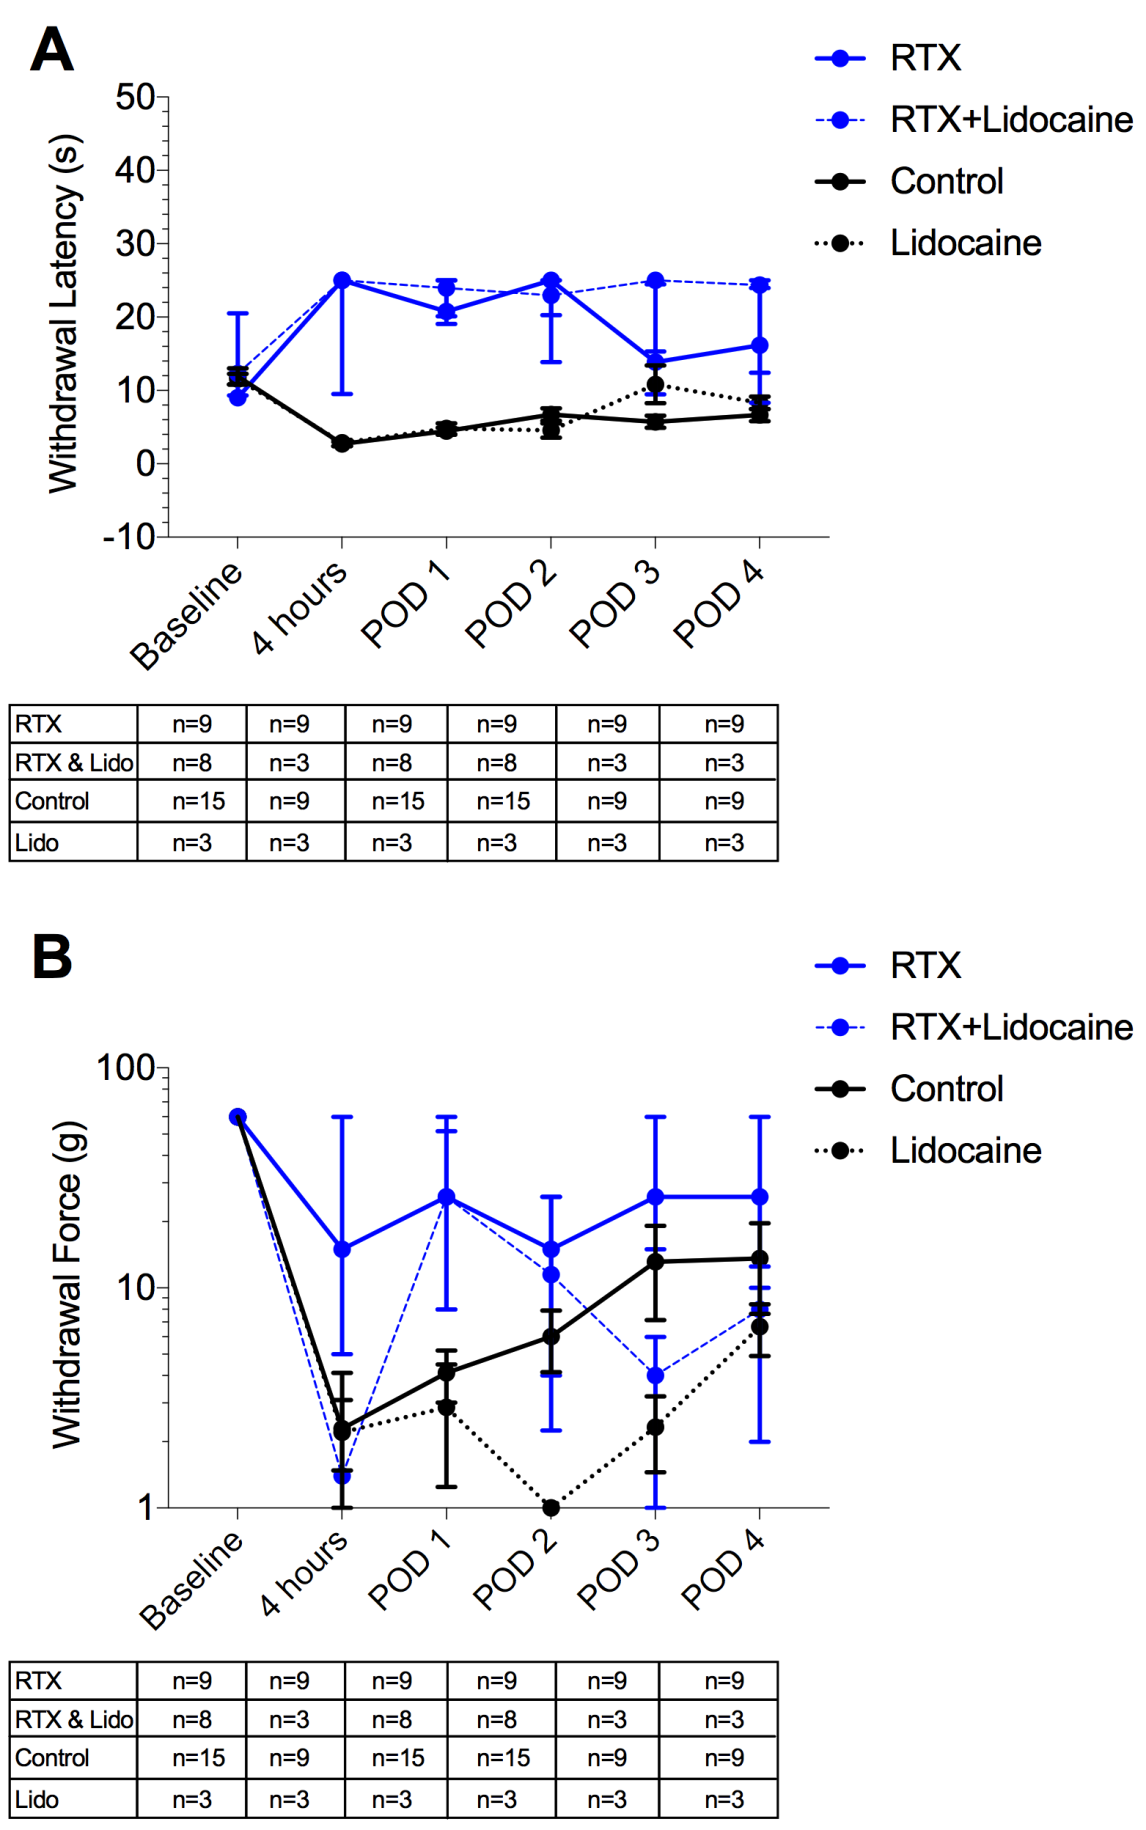 A
RTX
RTX+Lidocaine
Control
Lidocaine
Withdrawal Latency (s)
50
40
30
20
10
0
-10
Baseline
4 hours
POD 1
POD 2
POD 3
POD 4
RTX n=9 n=9 n=9 n=9 n=9 n=9
RTX & Lido n=8 n=3 n=8 n=8 n=3 n=3
Control n=15 n=9 n=15 n=15 n=9 n=9
Lido n=3 n=3 n=3 n=3 n=3 n=3
B
RTX
RTX+Lidocaine
Control
Lidocaine
Withdrawal Force (g)
100
10
1
Baseline
4 hours
POD 1
POD 2
POD 3
POD 4
RTX n=9 n=9 n=9 n=9 n=9 n=9
RTX & Lido n=8 n=3 n=8 n=8 n=3 n=3
Control n=15 n=9 n=15 n=15 n=9 n=9
Lido n=3 n=3 n=3 n=3 n=3 n=3